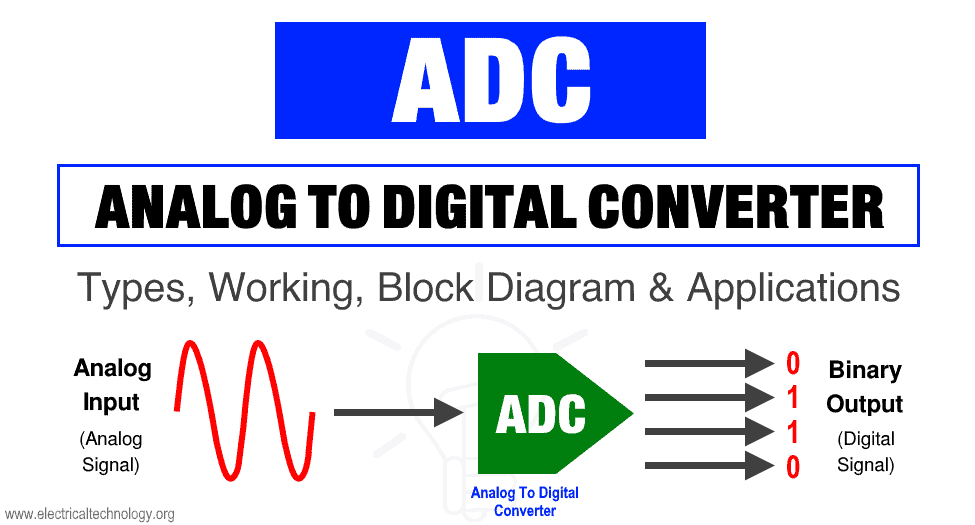 ADC
ANALOG TO DIGITAL CONVERTER
Types, Working, Block Diagram & Applications
Analog
Input
(Analog
Signal)
ADC
Analog To Digital
Converter
0
1
1
0
Binary
Output
(Digital
Signal)
www.electricaltechnology.org